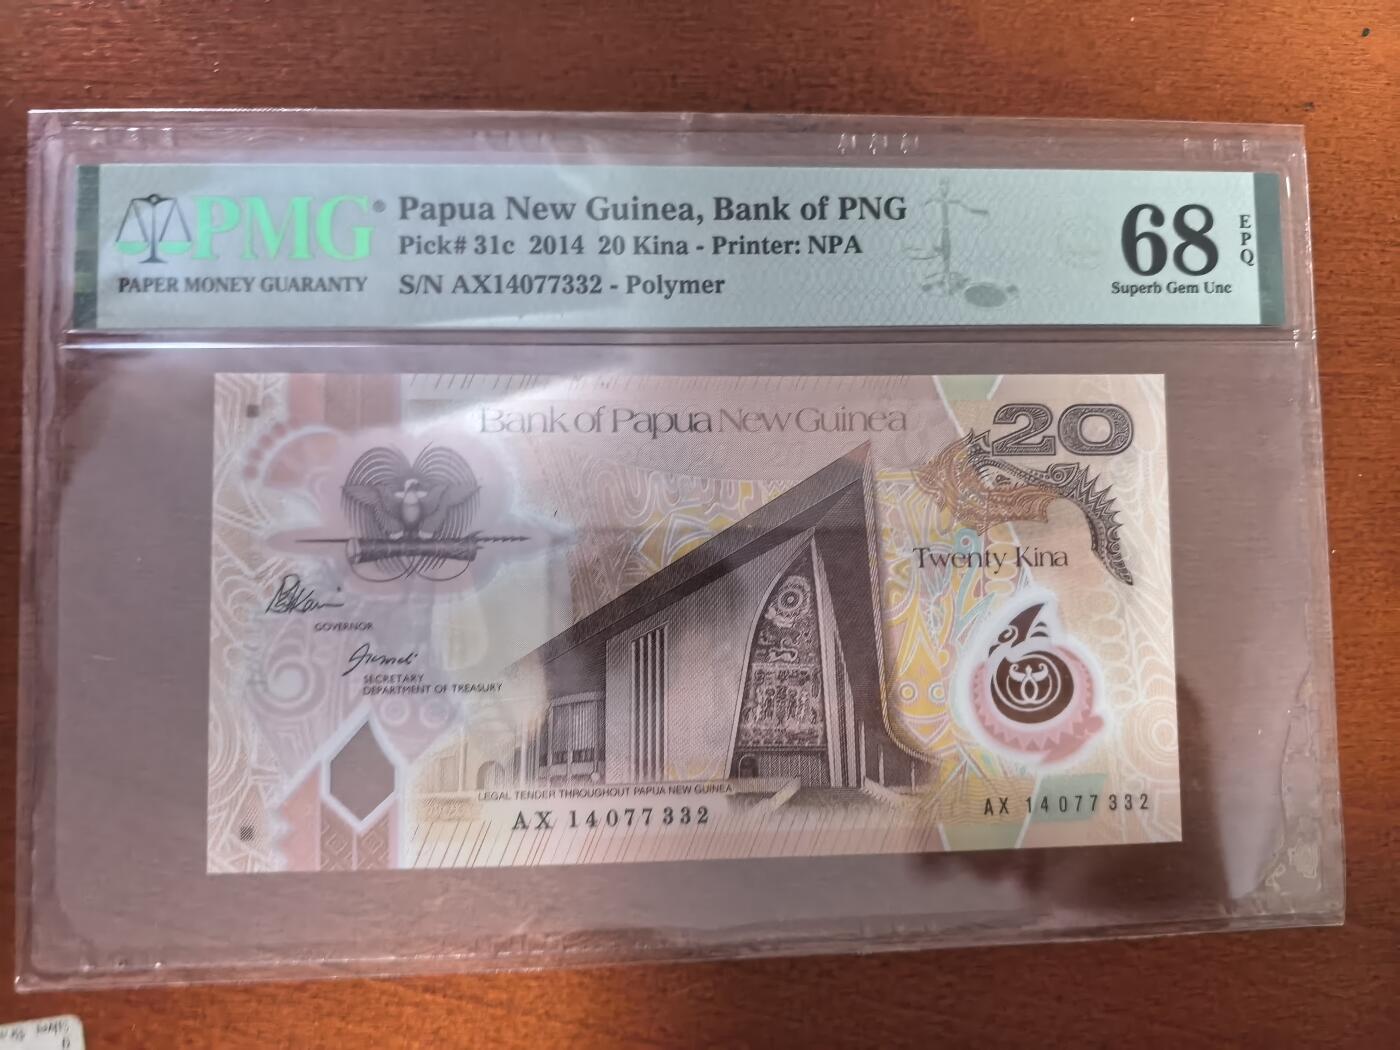 PMG®
PAPER MONEY GUARANTY
Papua New Guinea, Bank of PNG
Pick# 31c 2014 20 Kina - Printer: NPA
S/N AX14077332 - Polymer
68
EPQ
Superb Gem Unc
Bank of Papua New Guinea
20
Twenty Kina
GOVERNOR
SECRETARY
DEPARTMENT OF TREASURY
LEGAL TENDER THROUGHOUT PAPUA NEW GUINEA
AX 14077332
AX 14077332